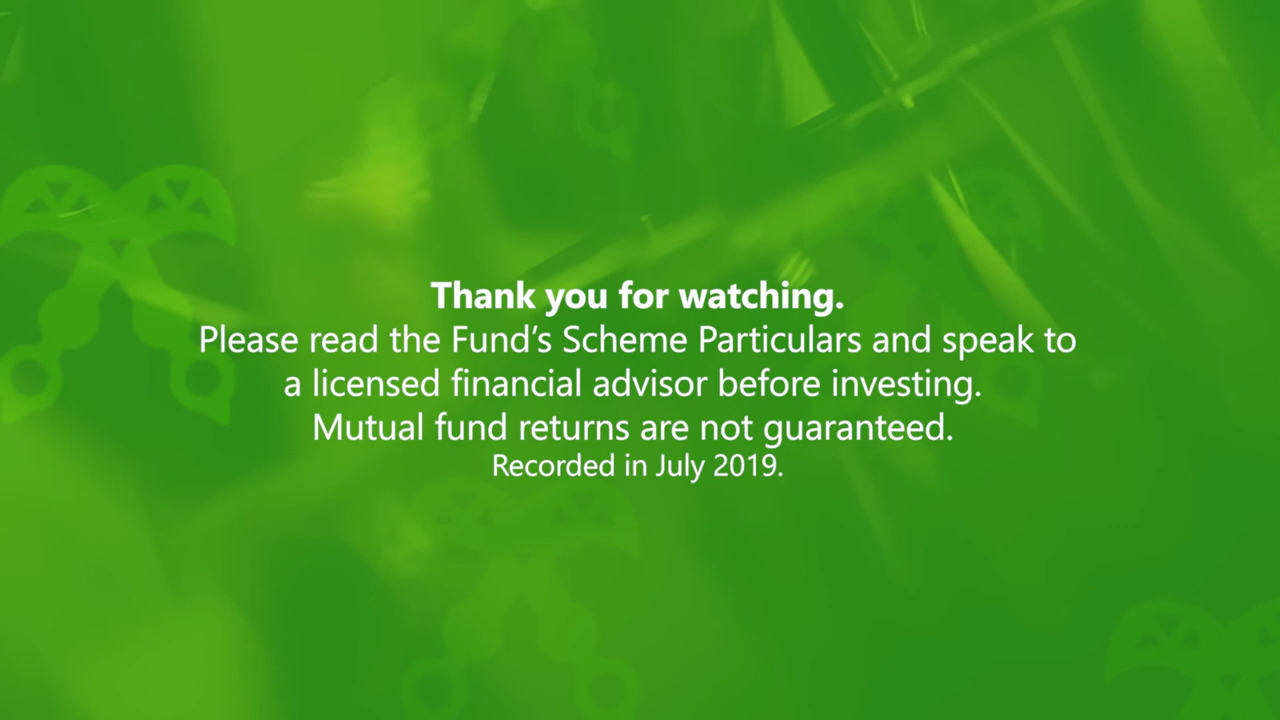 Thank you for watching.
Please read the Fund’s Scheme Particulars and speak to
a licensed financial advisor before investing.
Mutual fund returns are not guaranteed.
Recorded in July 2019.